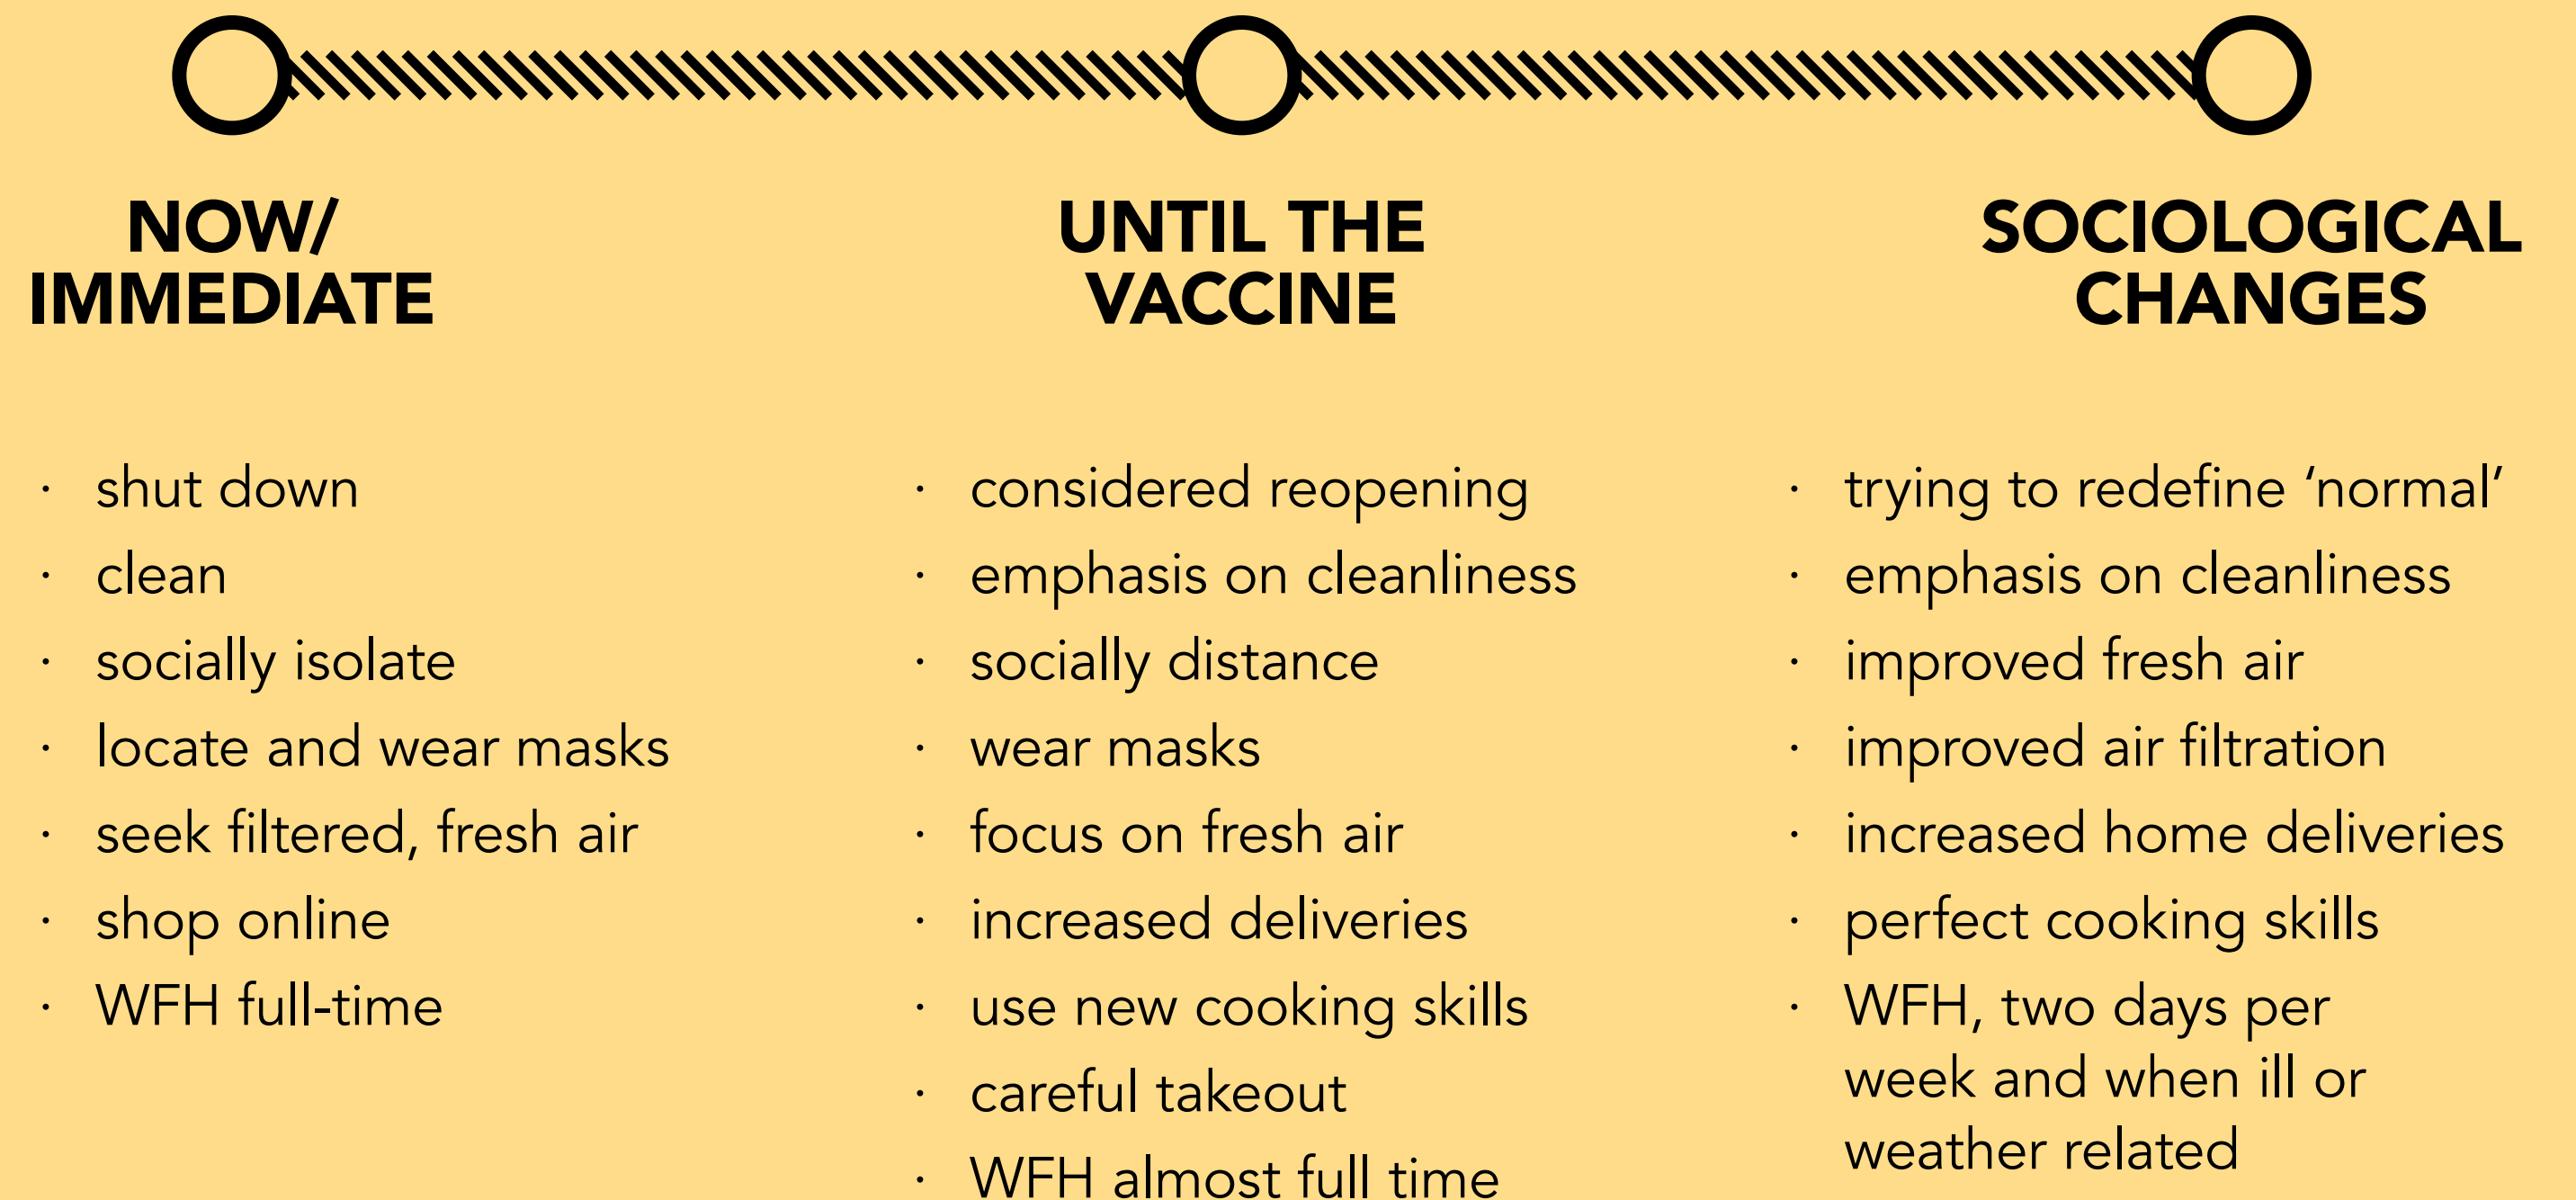 NOW/
IMMEDIATE
· shut down
· clean
· socially isolate
· locate and wear masks
· seek filtered, fresh air
· shop online
· WFH full-time
UNTIL THE
VACCINE
· considered reopening
· emphasis on cleanliness
· socially distance
· wear masks
· focus on fresh air
· increased deliveries
· use new cooking skills
· careful takeout
· WFH almost full time
SOCIOLOGICAL
CHANGES
· trying to redefine ‘normal’
· emphasis on cleanliness
· improved fresh air
· improved air filtration
· increased home deliveries
· perfect cooking skills
· WFH, two days per
week and when ill or
weather related